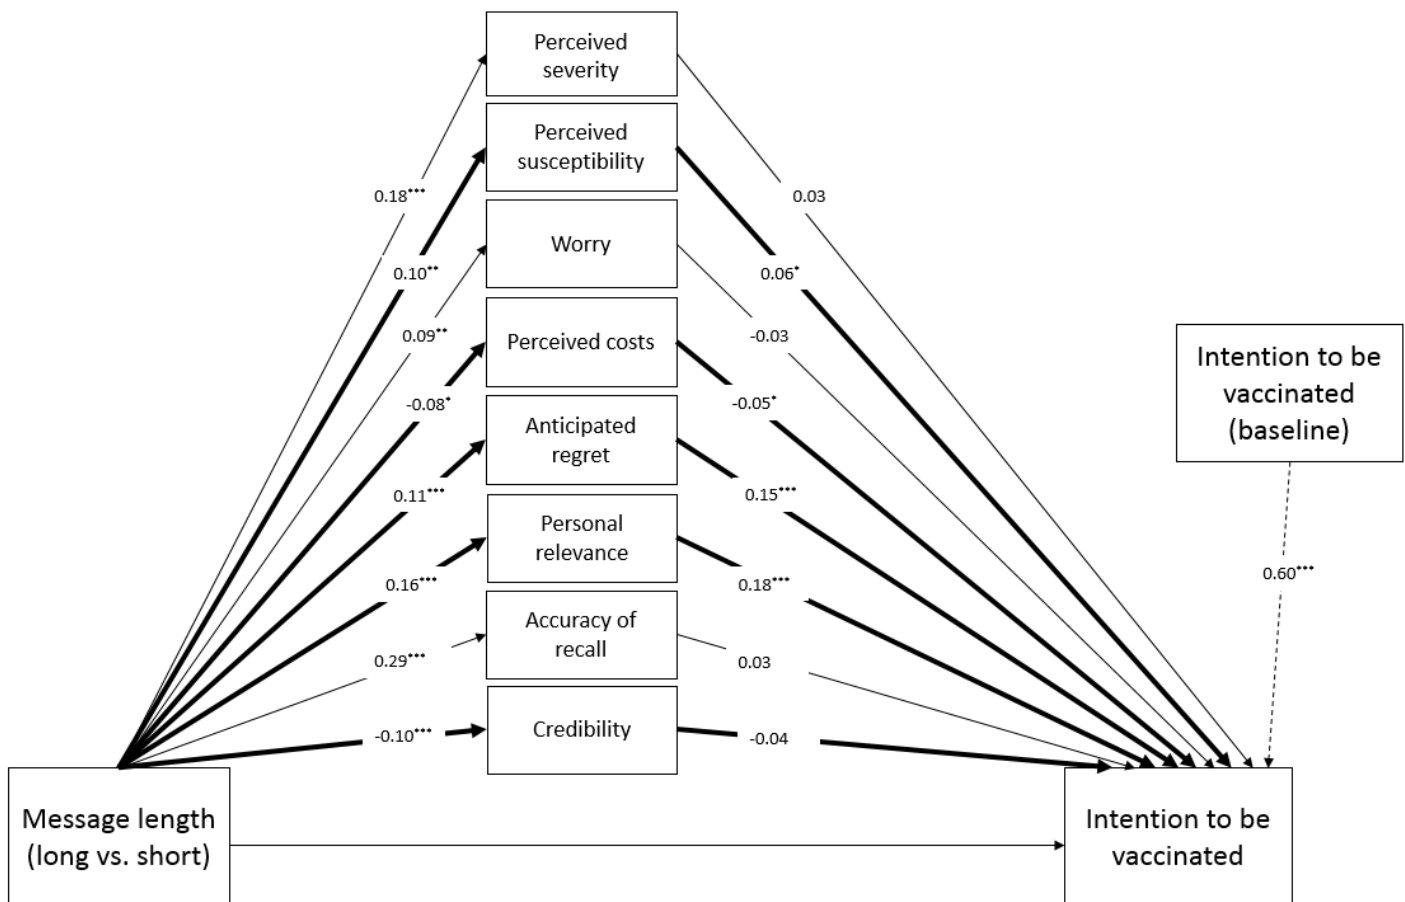 Perceived
severity
Perceived
susceptibility
0.18***
0.03
Worry
0.10**
0.06*
0.09**
-0.03
Perceived costs
Intention to be
vaccinated
(baseline)
-0.08*
-0.05*
Anticipated
regret
0.11***
0.15***
Personal
relevance
0.16***
0.18***
0.60***
Accuracy of
recall
0.29***
0.03
Credibility
-0.10***
-0.04
Message length
(long vs. short)
Intention to be
vaccinated